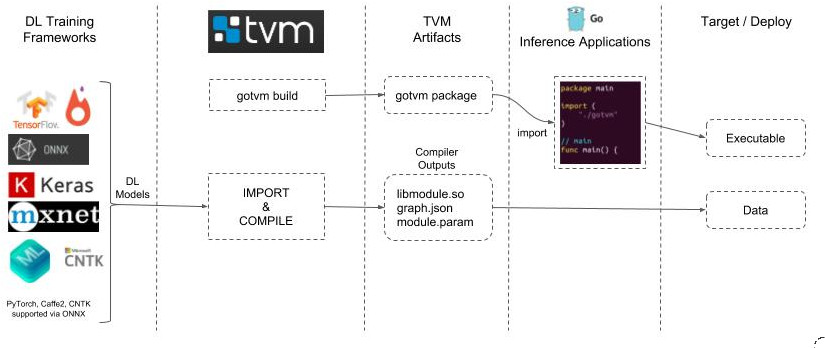 DL Training
Frameworks
tvm
TVM
Artifacts
Go
Inference Applications
Target / Deploy
TensorFlow
ONNX
Keras
mxnet
ML
Microsoft
CNTK
PyTorch, Caffe2, CNTK
supported via ONNX
DL
Models
gotvm build
IMPORT
&
COMPILE
gotvm package
Compiler
Outputs
libmodule.so
graph.json
module.param
import
package main
import (
"./gotvm"
)
// main
func main() {
Executable
Data